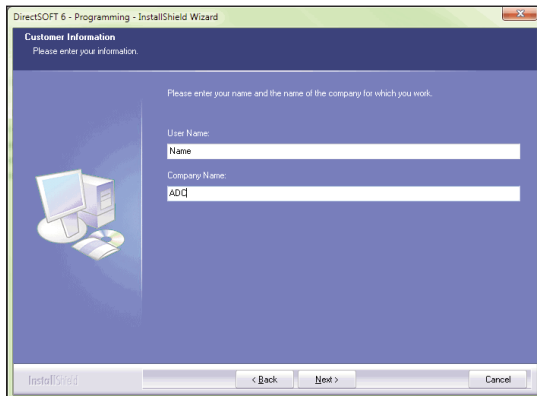 DirectSOFT 6 - Programming - InstallShield Wizard
Customer Information
Please enter your information.
Please enter your name and the name of the company for which you work.
User Name:
Name
Company Name:
ADC
InstallShield
< Back
Next >
Cancel